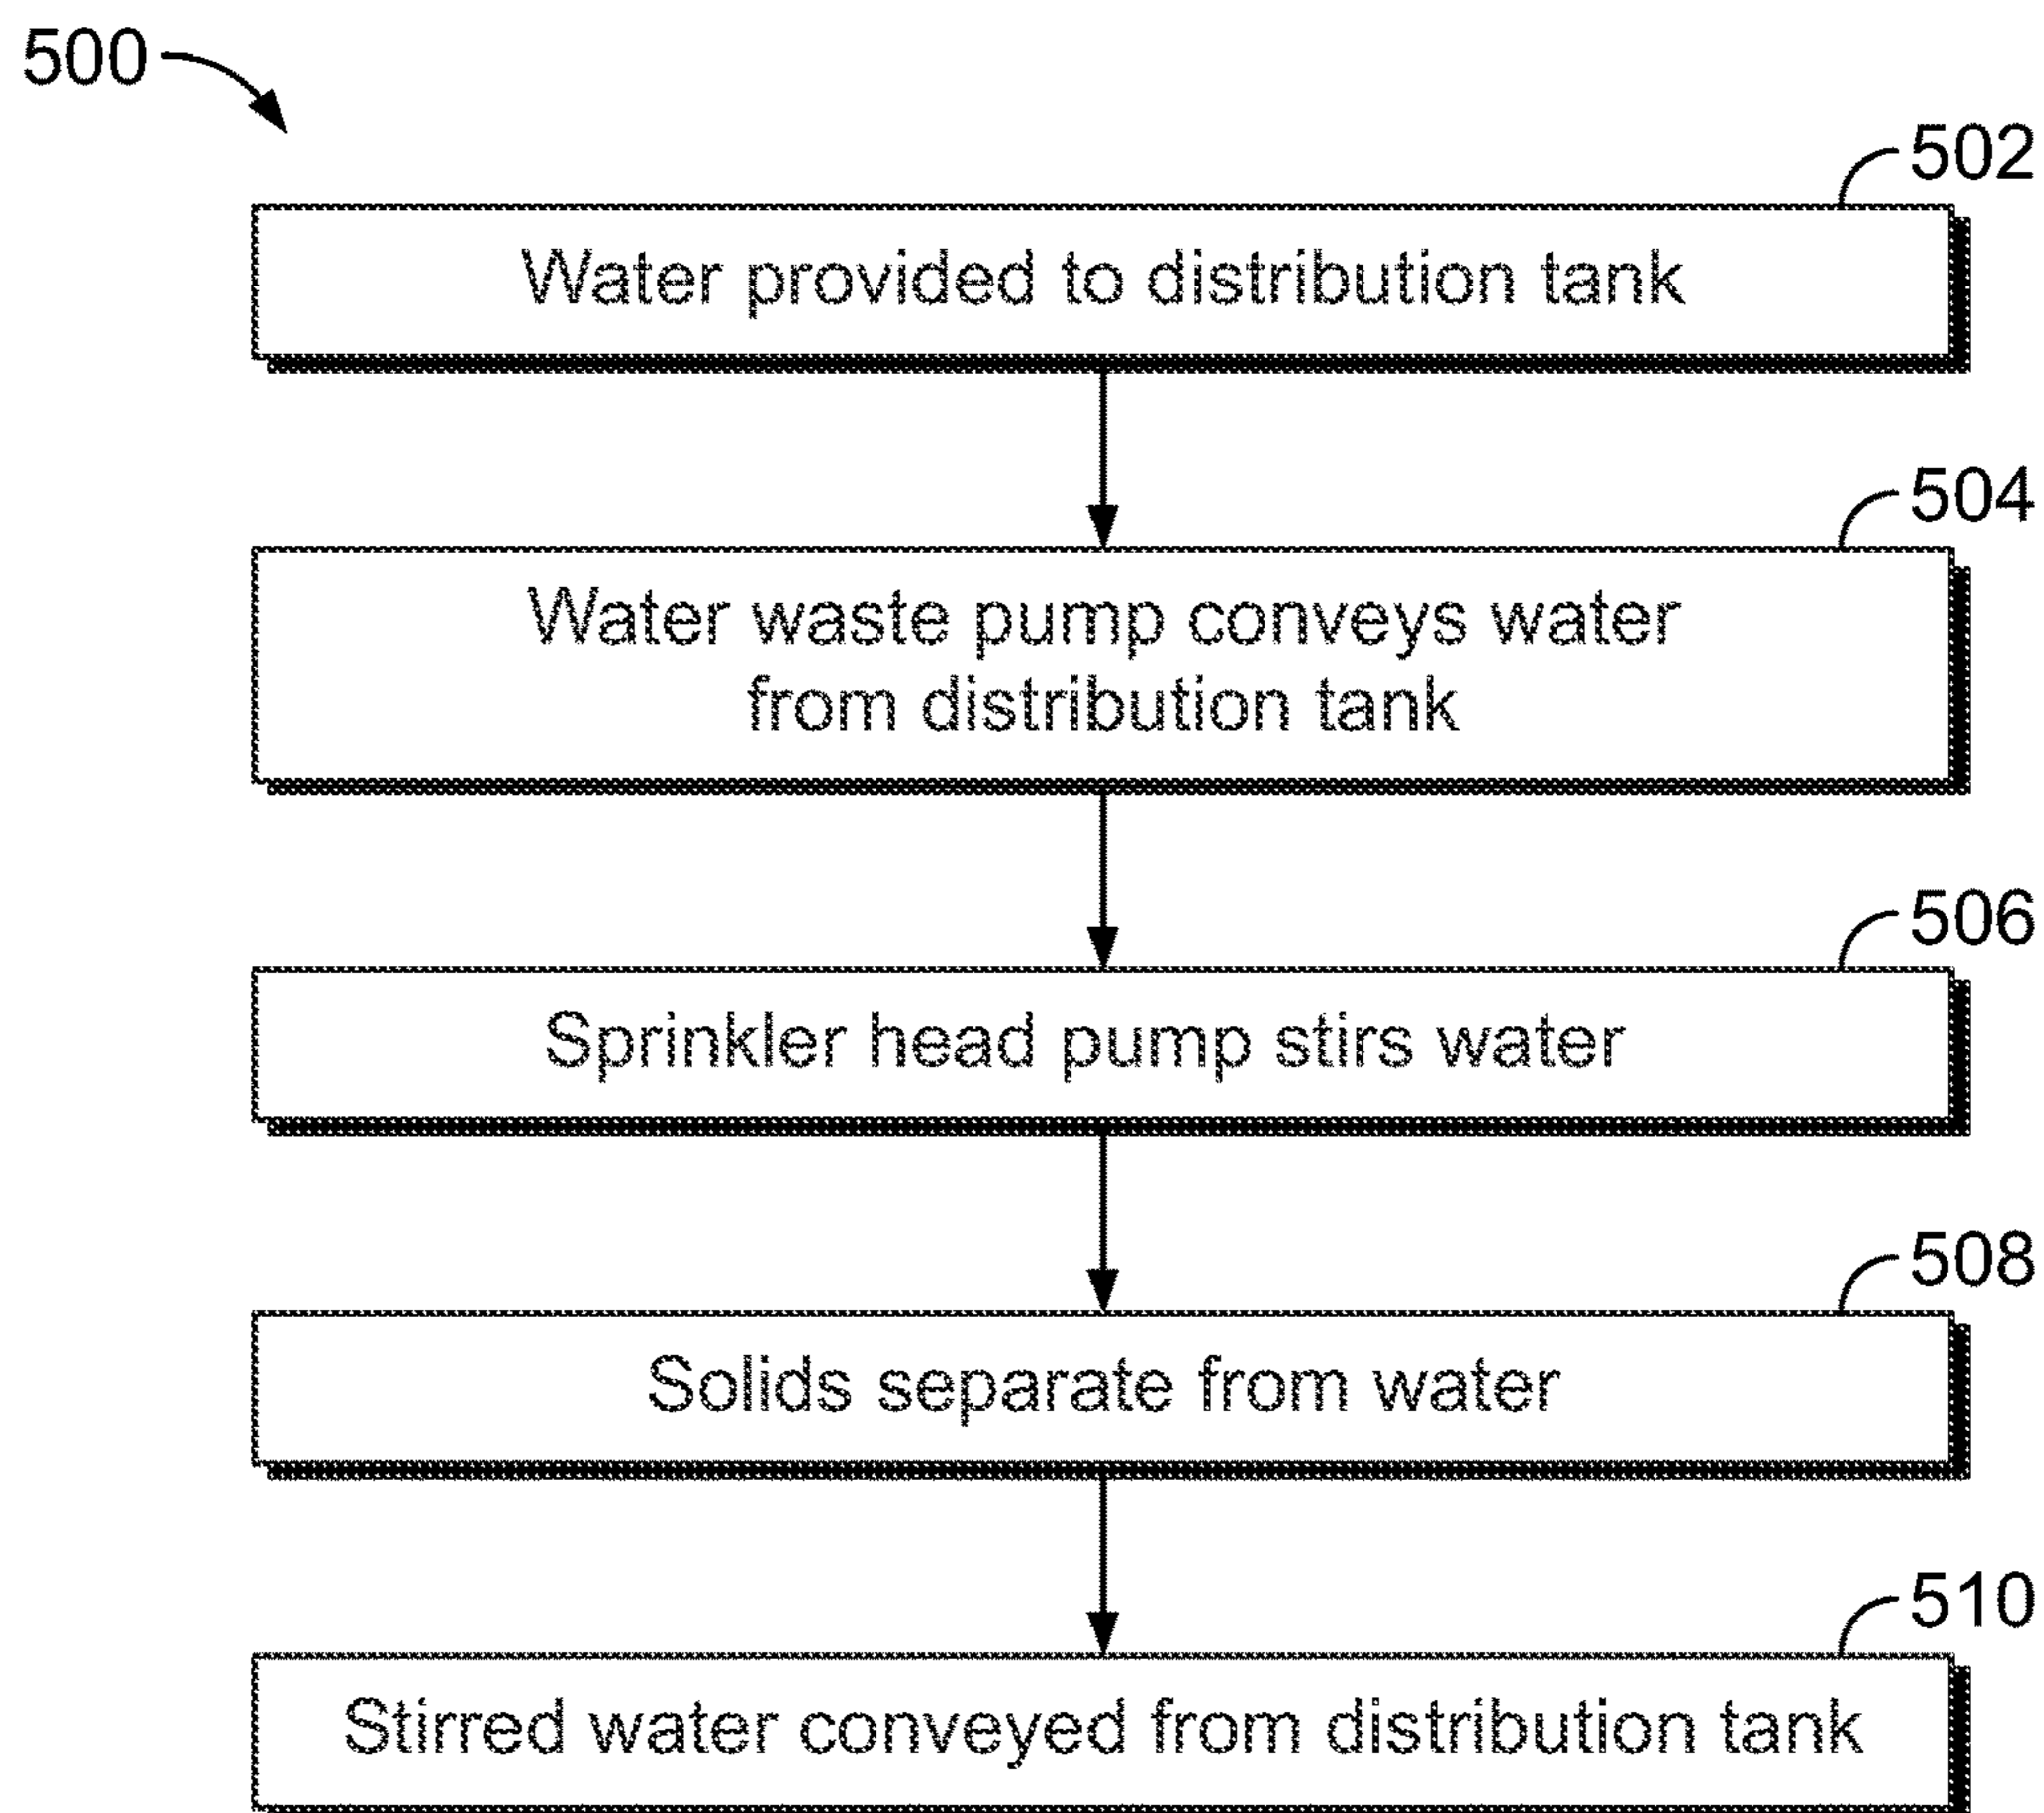 500
502
Water provided to distribution tank
504
Water waste pump conveys water
from distribution tank
506
Sprinkler head pump stirs water
508
Solids separate from water
510
Stirred water conveyed from distribution tank